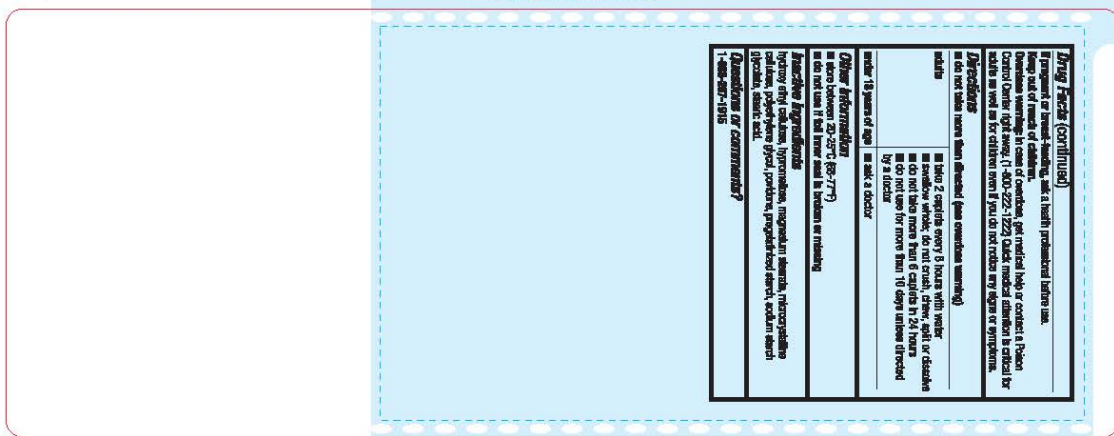 Drug Facts (continued)
If pregnant or breast-feeding, ask a health professional before use.
Keep out of reach of children.
Overdose warning: In case of overdose, get medical help or contact a Poison
Control Center right away. (1-800-222-1222) Quick medical attention is critical for
adults as well as for children even if you do not notice any signs or symptoms.
Directions
■ do not take more than directed (see overdose warning)
adults
■ take 2 caplets every 8 hours with water
■ swallow whole; do not crush, chew, split or dissolve
■ do not take more than 6 caplets in 24 hours
■ do not use for more than 10 days unless directed
by a doctor
under 18 years of age ■ ask a doctor
Other information
■ store between 20-25°C (68-77°F)
■ do not use if foil inner seal is broken or missing
Inactive ingredients
hydroxy ethyl cellulose, hypromellose, magnesium stearate, microcrystalline
cellulose, polyethylene glycol, povidone, pregelatinized starch, sodium starch
glycolate, stearic acid.
Questions or comments?